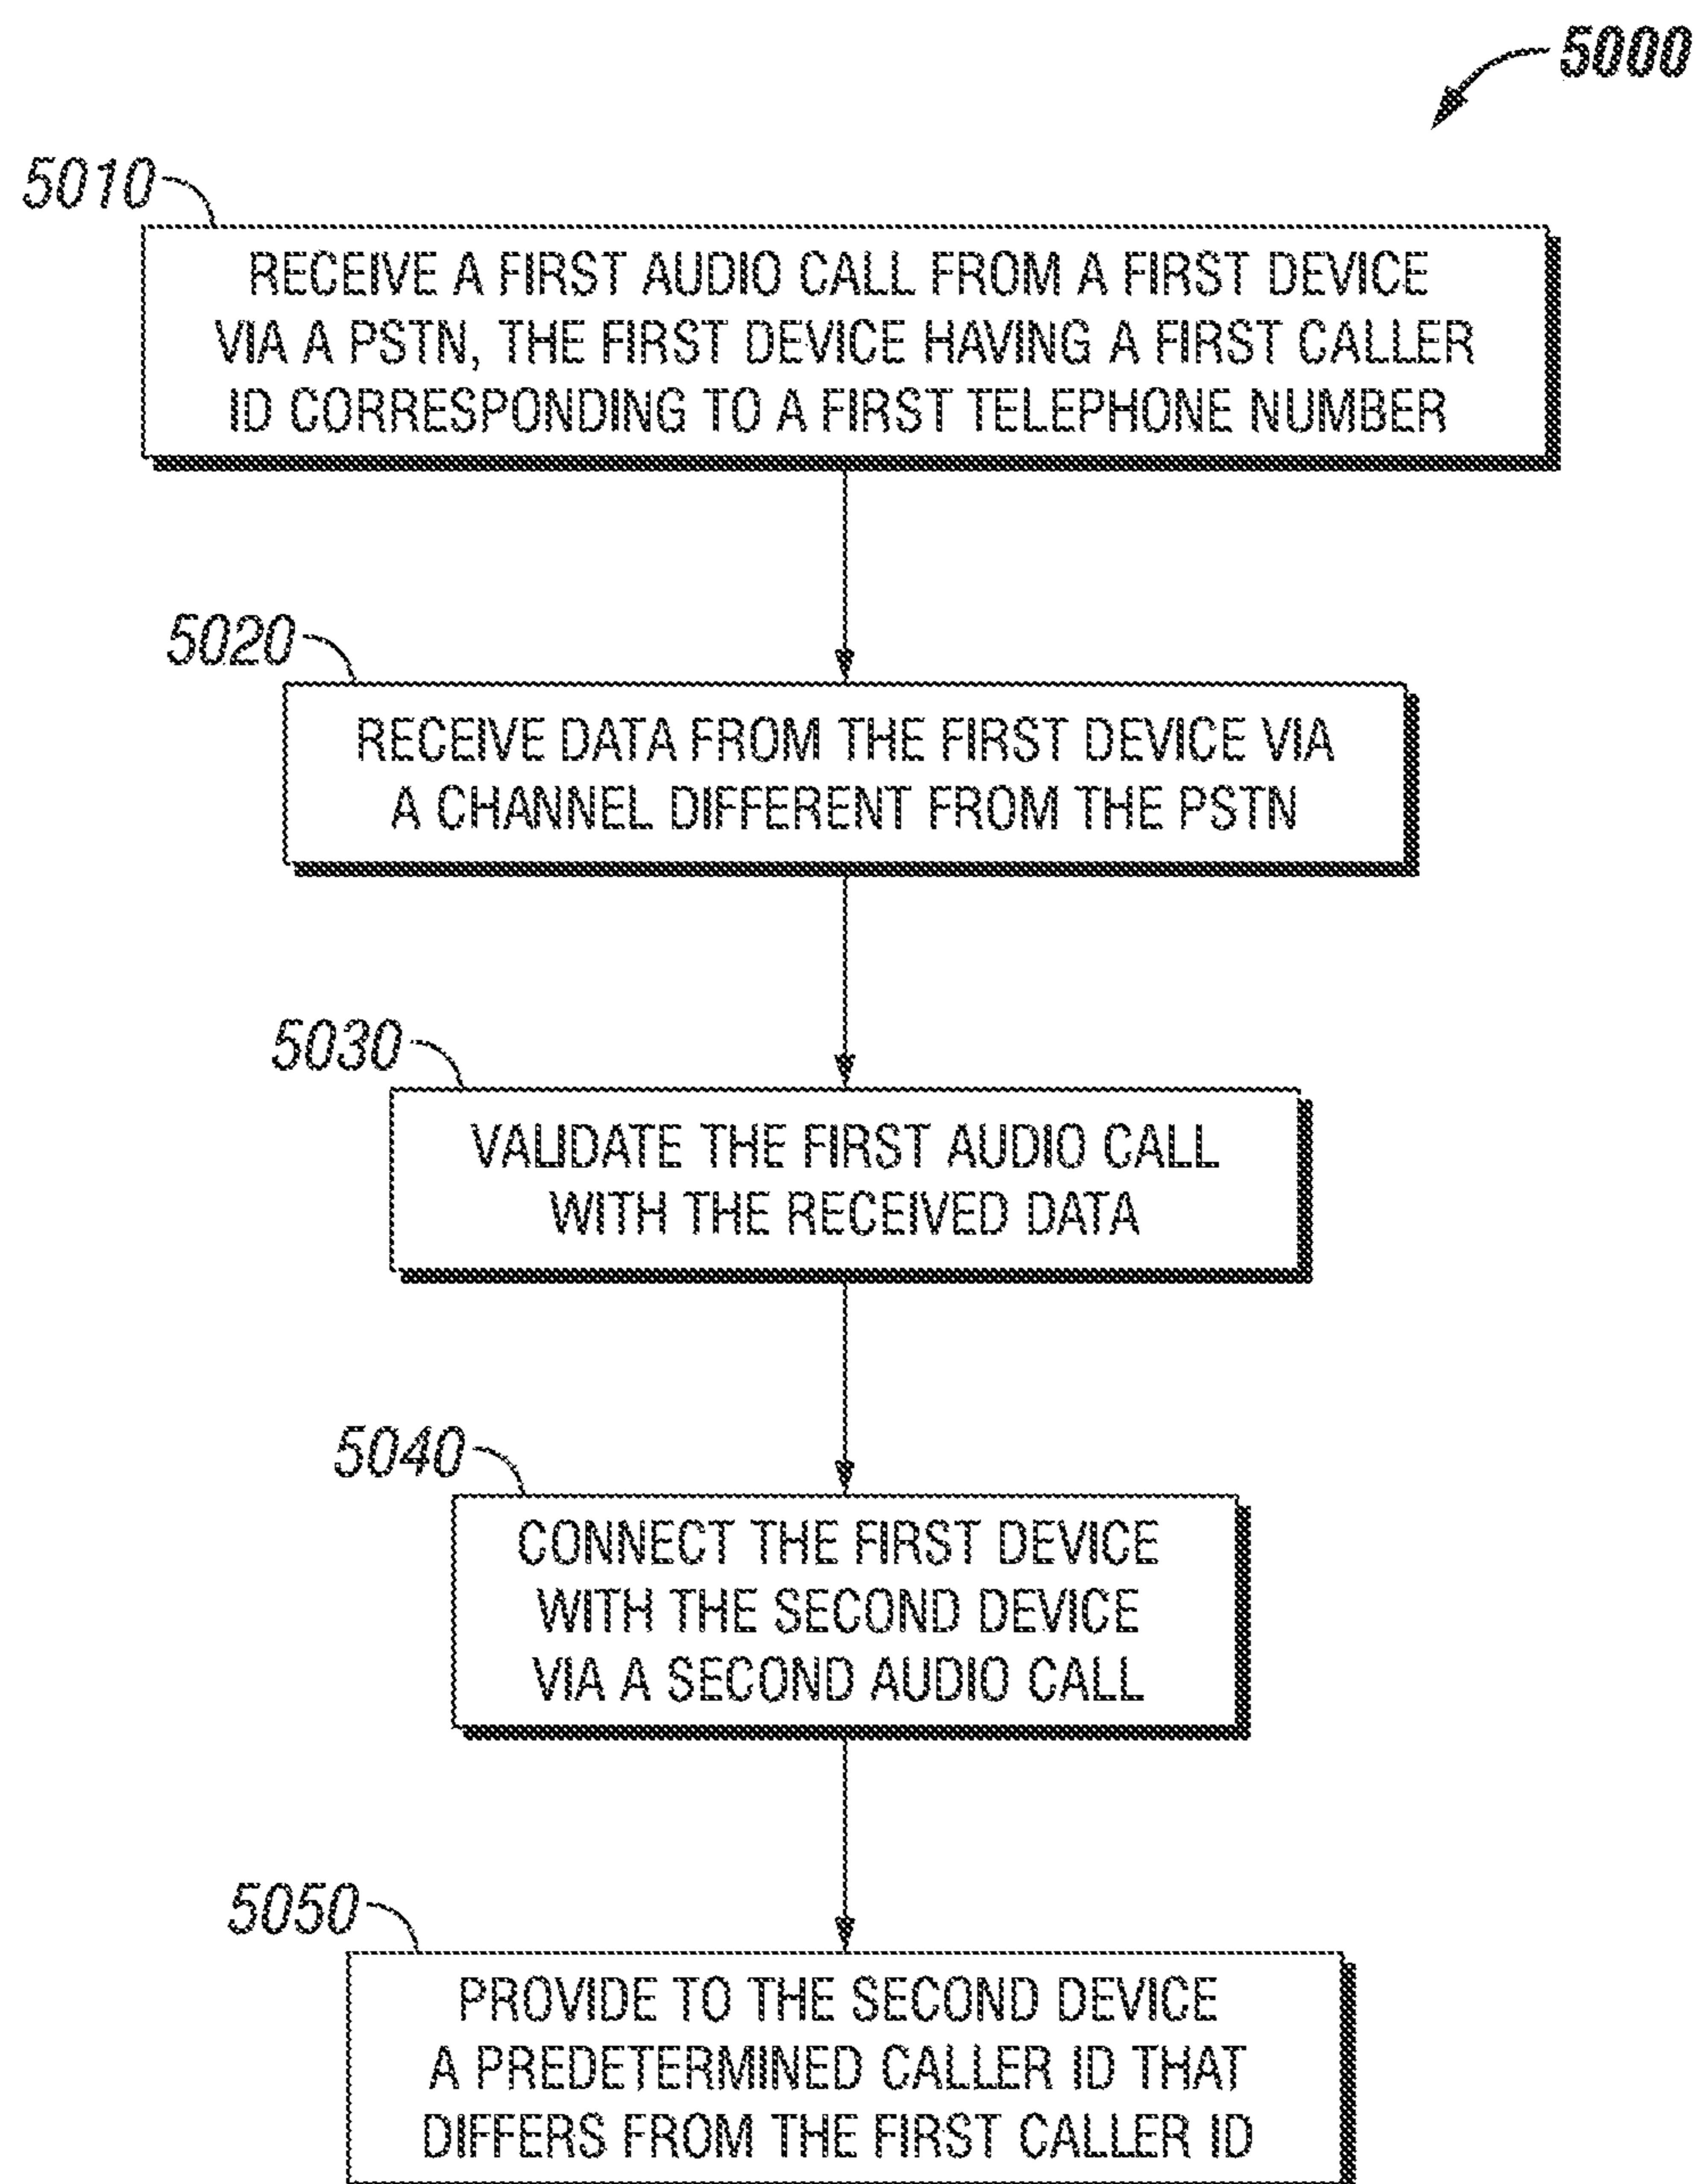 5000
5010
RECEIVE A FIRST AUDIO CALL FROM A FIRST DEVICE
VIA A PSTN, THE FIRST DEVICE HAVING A FIRST CALLER
ID CORRESPONDING TO A FIRST TELEPHONE NUMBER
5020
RECEIVE DATA FROM THE FIRST DEVICE VIA
A CHANNEL DIFFERENT FROM THE PSTN
5030
VALIDATE THE FIRST AUDIO CALL
WITH THE RECEIVED DATA
5040
CONNECT THE FIRST DEVICE
WITH THE SECOND DEVICE
VIA A SECOND AUDIO CALL
5050
PROVIDE TO THE SECOND DEVICE
A PREDETERMINED CALLER ID THAT
DIFFERS FROM THE FIRST CALLER ID